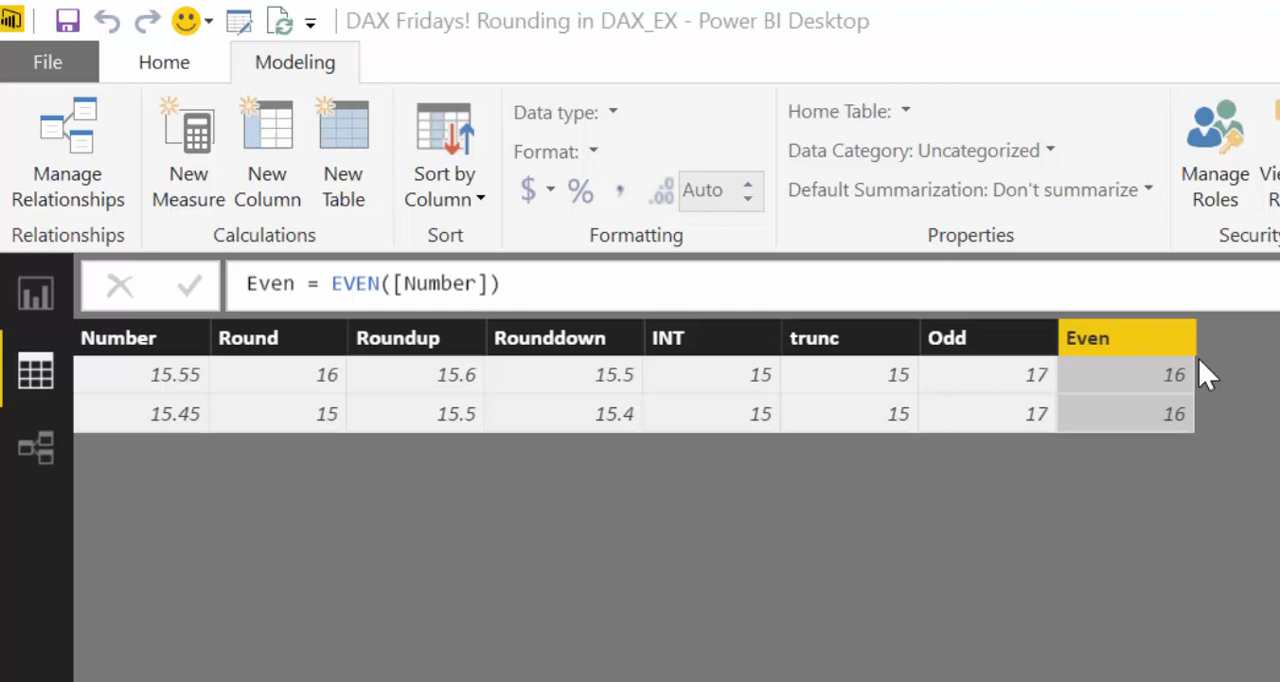 DAX Fridays! Rounding in DAX_EX - Power BI Desktop
File Home Modeling
Data type:
Home Table:
Format:
Data Category: Uncategorized
$ % , .00 Auto
Default Summarization: Don't summarize
Manage Relationships
New Measure
New Column
New Table
Sort by Column
Manage Roles
Relationships Calculations Sort Formatting Properties
Even = EVEN([Number])
Number Round Roundup Rounddown INT trunc Odd Even
15.55 16 15.6 15.5 15 15 17 16
15.45 15 15.5 15.4 15 15 17 16